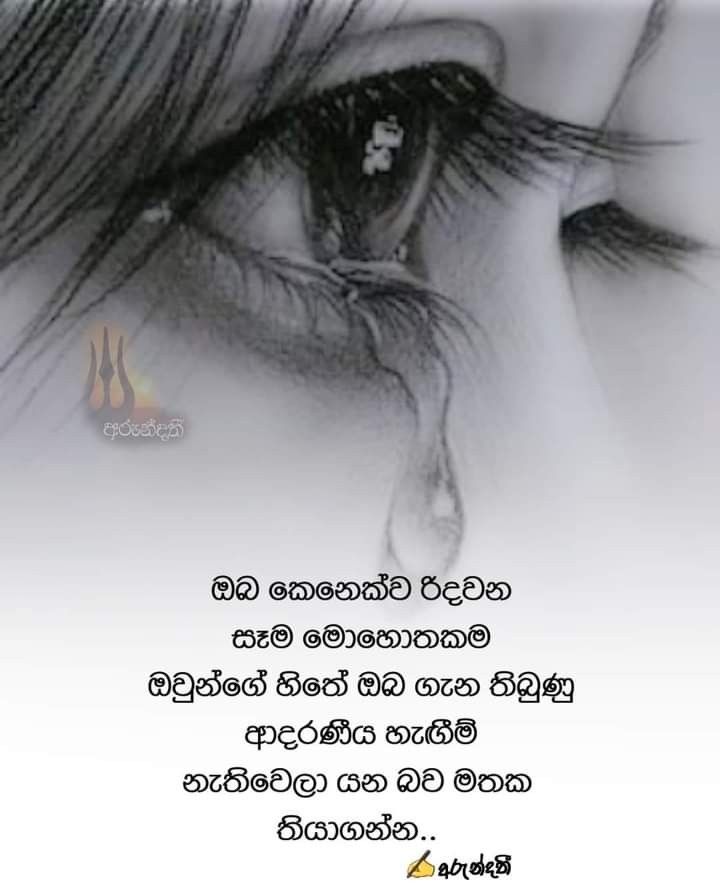 අරුන්දතී
ඔබ කෙනෙක්ව රිදවන
සෑම මොහොතකම
ඔවුන්ගේ හිතේ ඔබ ගැන තිබුණු
ආදරණීය හැඟීම්
නැතිවෙලා යන බව මතක
තියාගන්න..
✍️අරුන්දතී